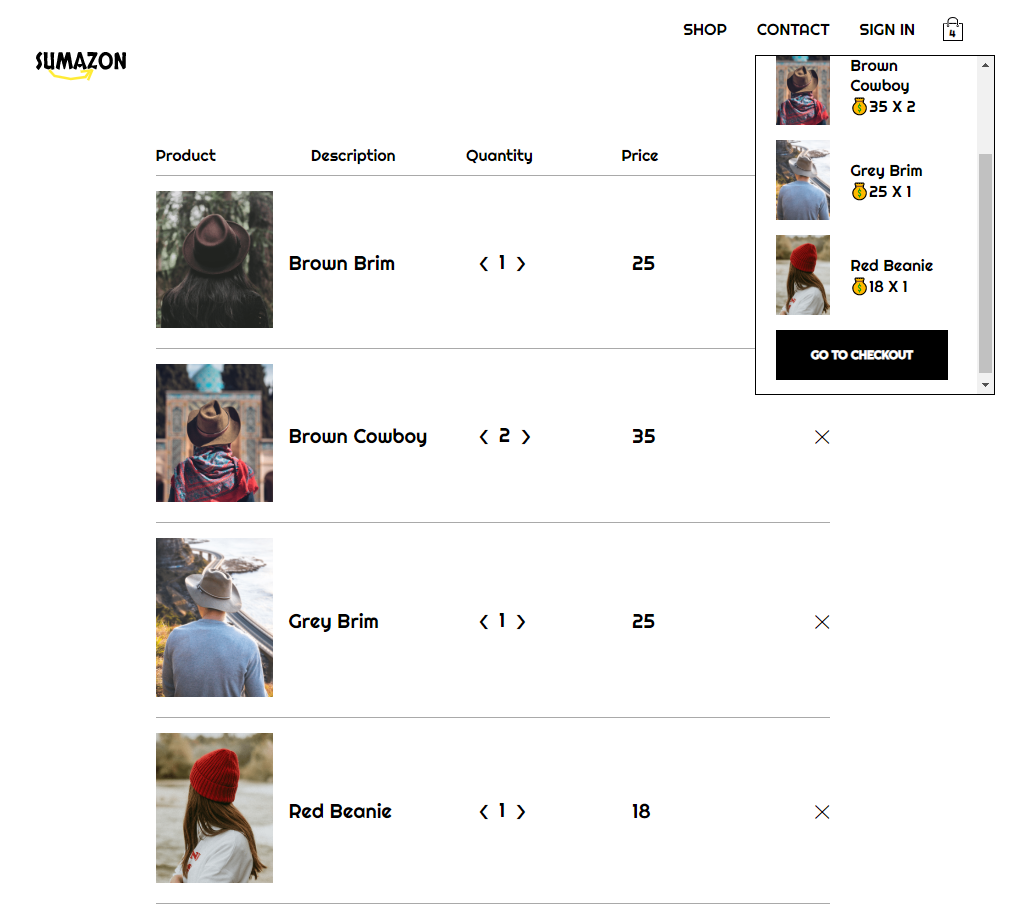 SHOP CONTACT SIGN IN 4
SUMAZON
Brown
Cowboy
35 X 2
Grey Brim
25 X 1
Red Beanie
18 X 1
GO TO CHECKOUT
Product Description Quantity Price
Brown Brim ❮ 1 ❯ 25
Brown Cowboy ❮ 2 ❯ 35
Grey Brim ❮ 1 ❯ 25
Red Beanie ❮ 1 ❯ 18